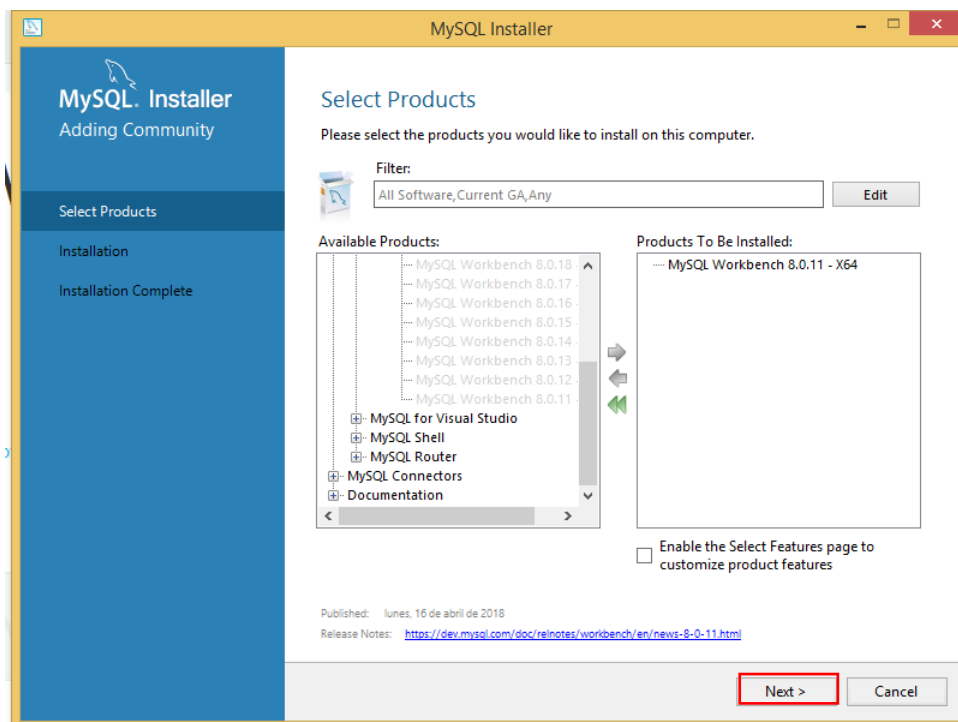 MySQL Installer
MySQL. Installer
Adding Community
Select Products
Installation
Installation Complete
Select Products
Please select the products you would like to install on this computer.
Filter:
All Software,Current GA,Any
Edit
Available Products:
MySQL Workbench 8.0.18 -
MySQL Workbench 8.0.17 -
MySQL Workbench 8.0.16 -
MySQL Workbench 8.0.15 -
MySQL Workbench 8.0.14 -
MySQL Workbench 8.0.13 -
MySQL Workbench 8.0.12 -
MySQL Workbench 8.0.11 -
MySQL for Visual Studio
MySQL Shell
MySQL Router
MySQL Connectors
Documentation
Products To Be Installed:
MySQL Workbench 8.0.11 - X64
Enable the Select Features page to
customize product features
Published: lunes, 16 de abril de 2018
Release Notes: https://dev.mysql.com/doc/relnotes/workbench/en/news-8-0-11.html
Next >
Cancel